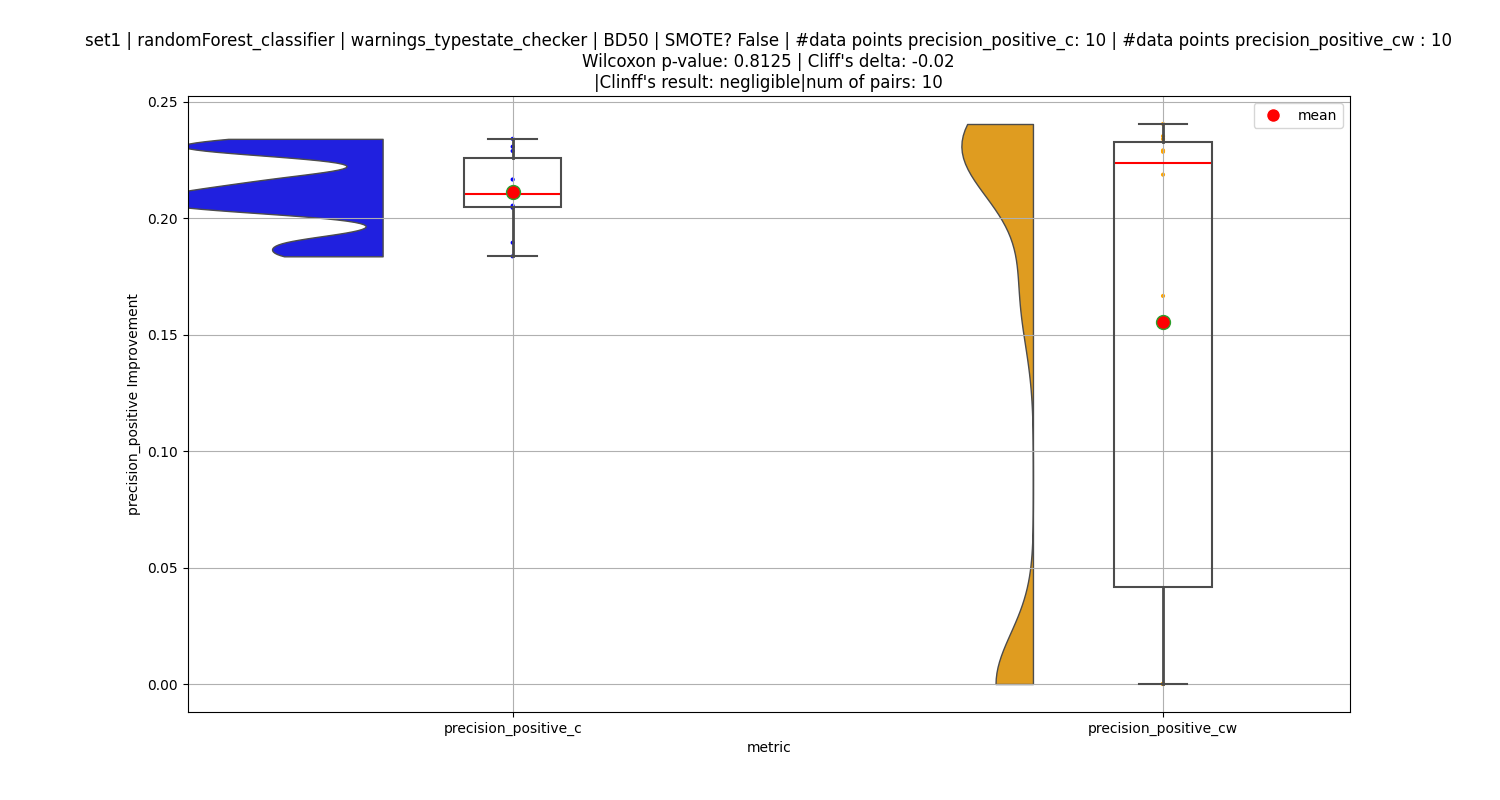 set1 | randomForest_classifier | warnings_typestate_checker | BD50 | SMOTE? False | #data points precision_positive_c: 10 | #data points precision_positive_cw : 10
Wilcoxon p-value: 0.8125 | Cliff's delta: -0.02
|Clinff's result: negligible|num of pairs: 10
mean
0.25
0.20
0.15
0.10
0.05
0.00
precision_positive Improvement
precision_positive_c
precision_positive_cw
metric